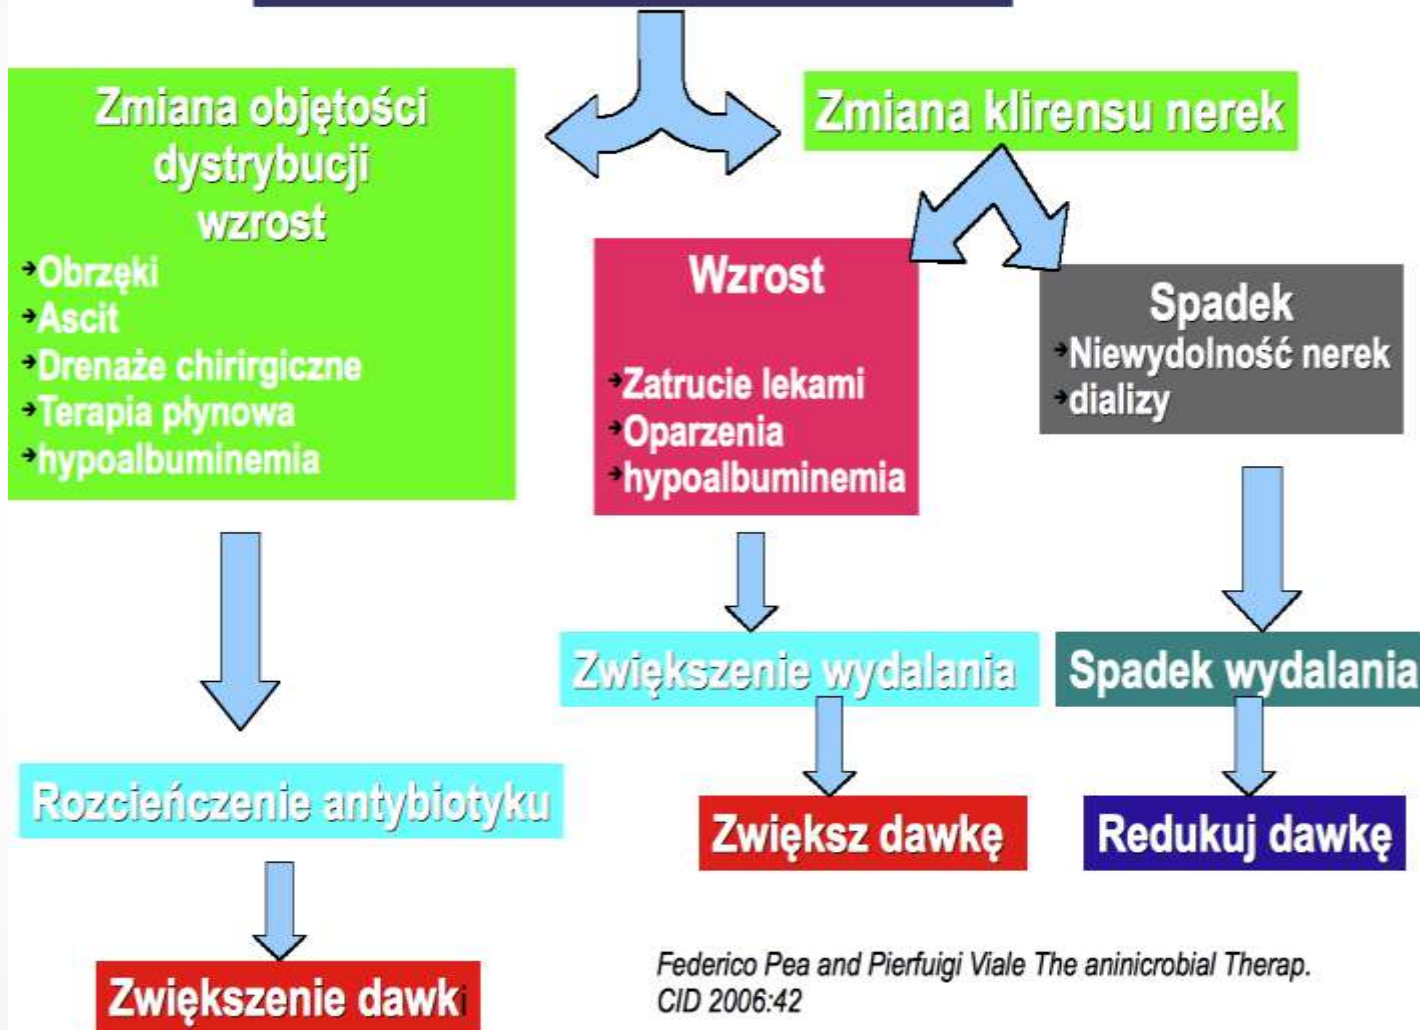 Zmiana objętości
dystrybucji
wzrost
➔Obrzęki
➔Ascit
➔Drenaże chirirgiczne
➔Terapia płynowa
➔hypoalbuminemia
Zmiana klirensu nerek
Wzrost
➔Zatrucie lekami
➔Oparzenia
➔hypoalbuminemia
Spadek
➔Niewydolność nerek
➔dializy
Zwiększenie wydalania
Spadek wydalania
Rozcieńczenie antybiotyku
Zwiększ dawkę
Redukuj dawkę
Zwiększenie dawki
Federico Pea and Pierfuigi Viale The aninicrobial Therap.
CID 2006:42